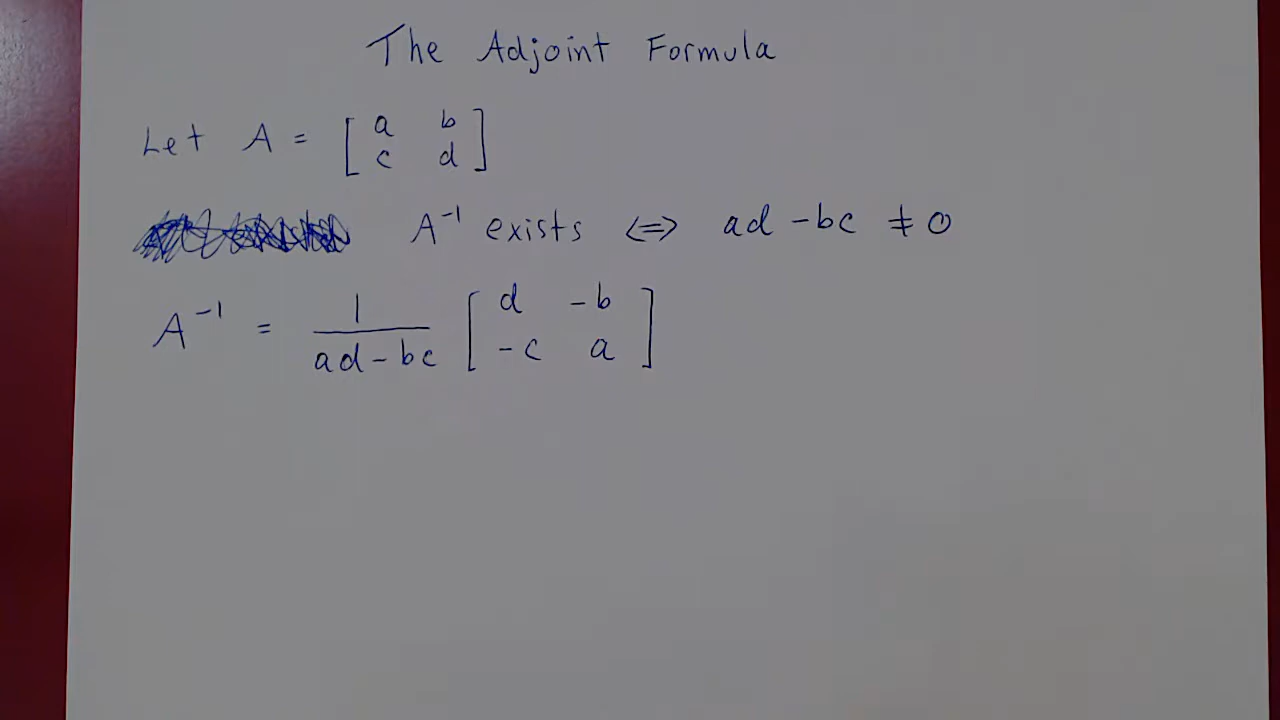 The Adjoint Formula
Let A = [ a b
c d ]
A⁻¹ exists ⇔ ad - bc ≠ 0
A⁻¹ = 1/(ad - bc) [ d -b
-c a ]